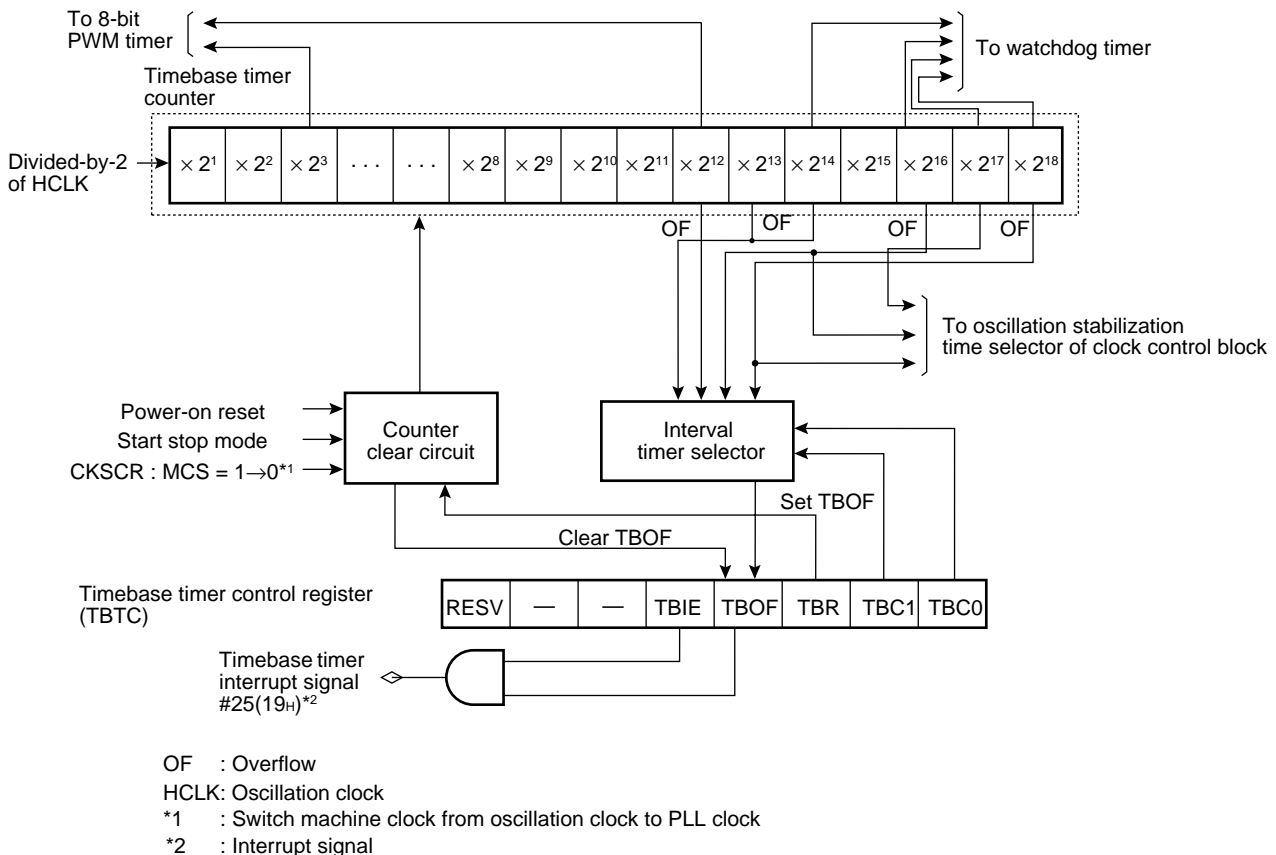 To 8-bit
PWM timer
To watchdog timer
Timebase timer
counter
Divided-by-2
of HCLK
× 2¹ × 2² × 2³ · · · · · · × 2⁸ × 2⁹ × 2¹⁰ × 2¹¹ × 2¹² × 2¹³ × 2¹⁴ × 2¹⁵ × 2¹⁶ × 2¹⁷ × 2¹⁸
OF OF OF OF
To oscillation stabilization
time selector of clock control block
Power-on reset
Start stop mode
CKSCR : MCS = 1→0*¹
Counter
clear circuit
Interval
timer selector
Set TBOF
Clear TBOF
Timebase timer control register
(TBTC)
RESV — — TBIE TBOF TBR TBC1 TBC0
Timebase timer
interrupt signal
#25(19H)*²
OF : Overflow
HCLK: Oscillation clock
*1 : Switch machine clock from oscillation clock to PLL clock
*2 : Interrupt signal